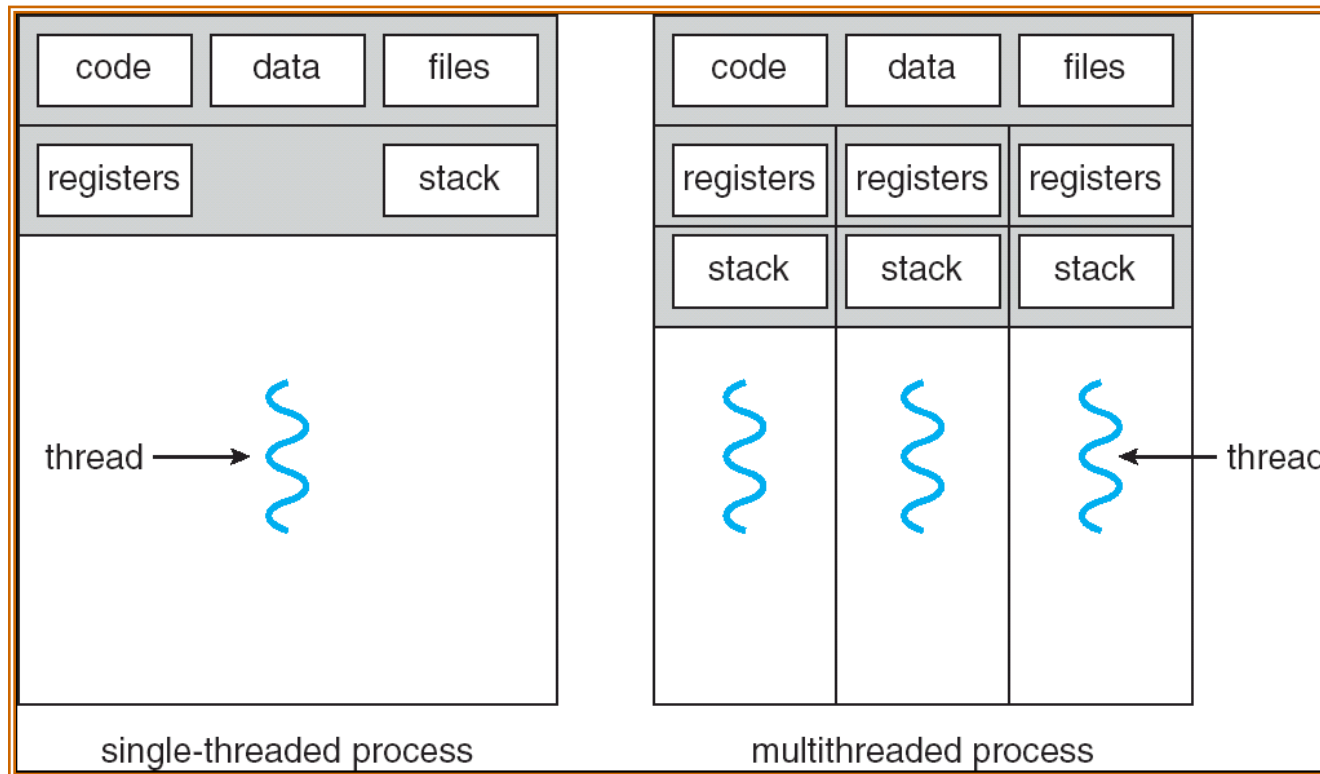 code data files
registers stack
thread
single-threaded process
code data files
registers registers registers
stack stack stack
thread
multithreaded process